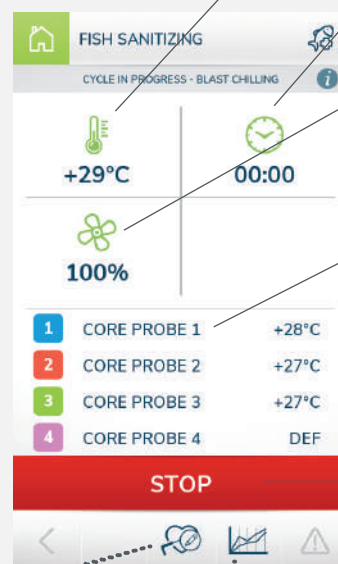 FISH SANITIZING
CYCLE IN PROGRESS - BLAST CHILLING i
+29°C 00:00
100%
1 CORE PROBE 1 +28°C
2 CORE PROBE 2 +27°C
3 CORE PROBE 3 +27°C
4 CORE PROBE 4 DEF
STOP